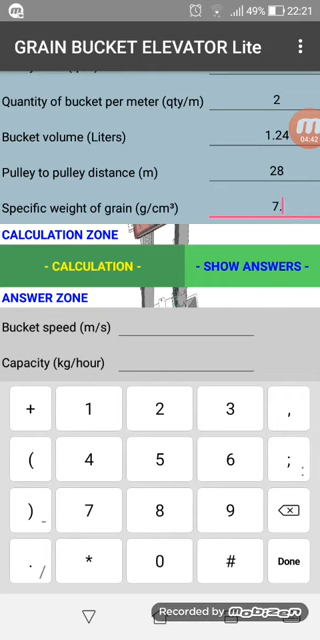 49% 22:21
GRAIN BUCKET ELEVATOR Lite
Quantity of bucket per meter (qty/m) 2
Bucket volume (Liters) 1.24
04:42
Pulley to pulley distance (m) 28
Specific weight of grain (g/cm³) 7.
CALCULATION ZONE
- CALCULATION - - SHOW ANSWERS -
ANSWER ZONE
Bucket speed (m/s)
Capacity (kg/hour)
+ 1 2 3 ,
( 4 5 6 ; :
) - 7 8 9
. / * 0 # Done
Recorded by mobizen